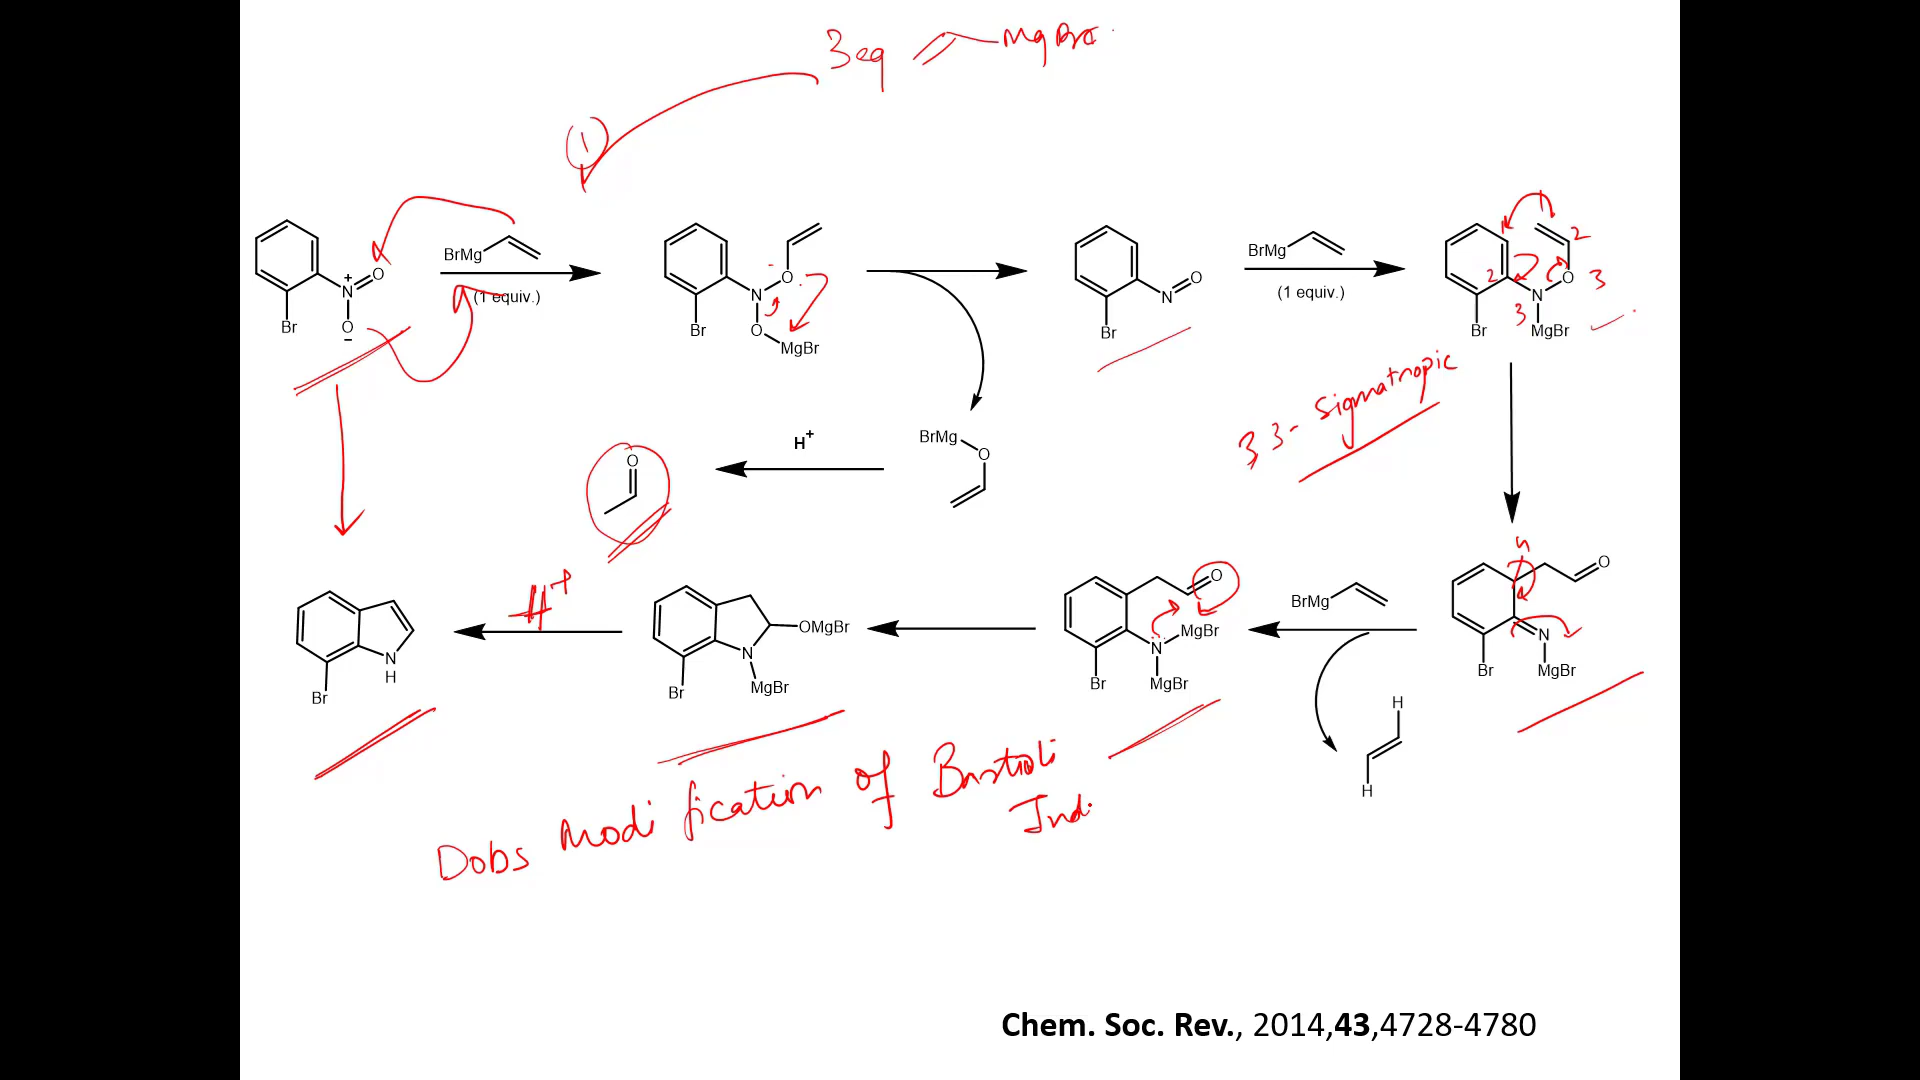 3eq MgBr
1
BrMg
(1 equiv.)
N + O
O −
Br
O
N
O
MgBr
Br
N O
Br
BrMg
(1 equiv.)
1
2
2
O 3
3 N
Br MgBr
3 3- Sigmatropic
O
H+
BrMg
O
H
O
N
Br MgBr
BrMg
H
H
O
N MgBr
Br MgBr
OMgBr
N
Br MgBr
H+
N
H
Br
Dobs Modification of Bartoli
Indi
Chem. Soc. Rev., 2014,43,4728-4780